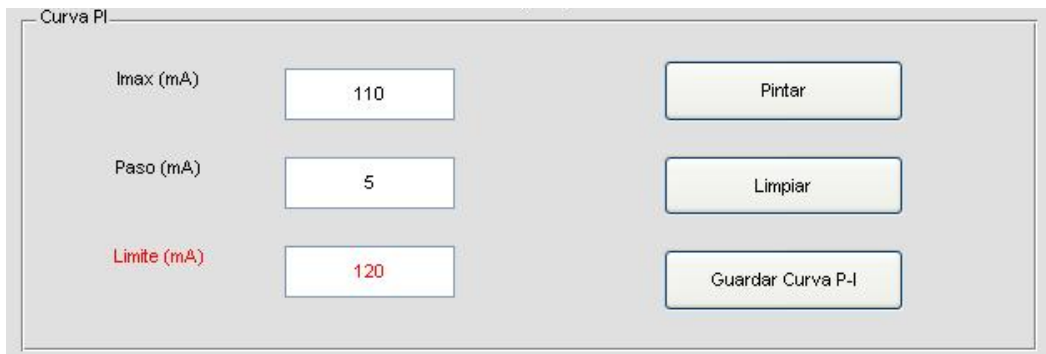 Curva PI
Imax (mA)
110
Pintar
Paso (mA)
5
Limpiar
Limite (mA)
120
Guardar Curva P-I